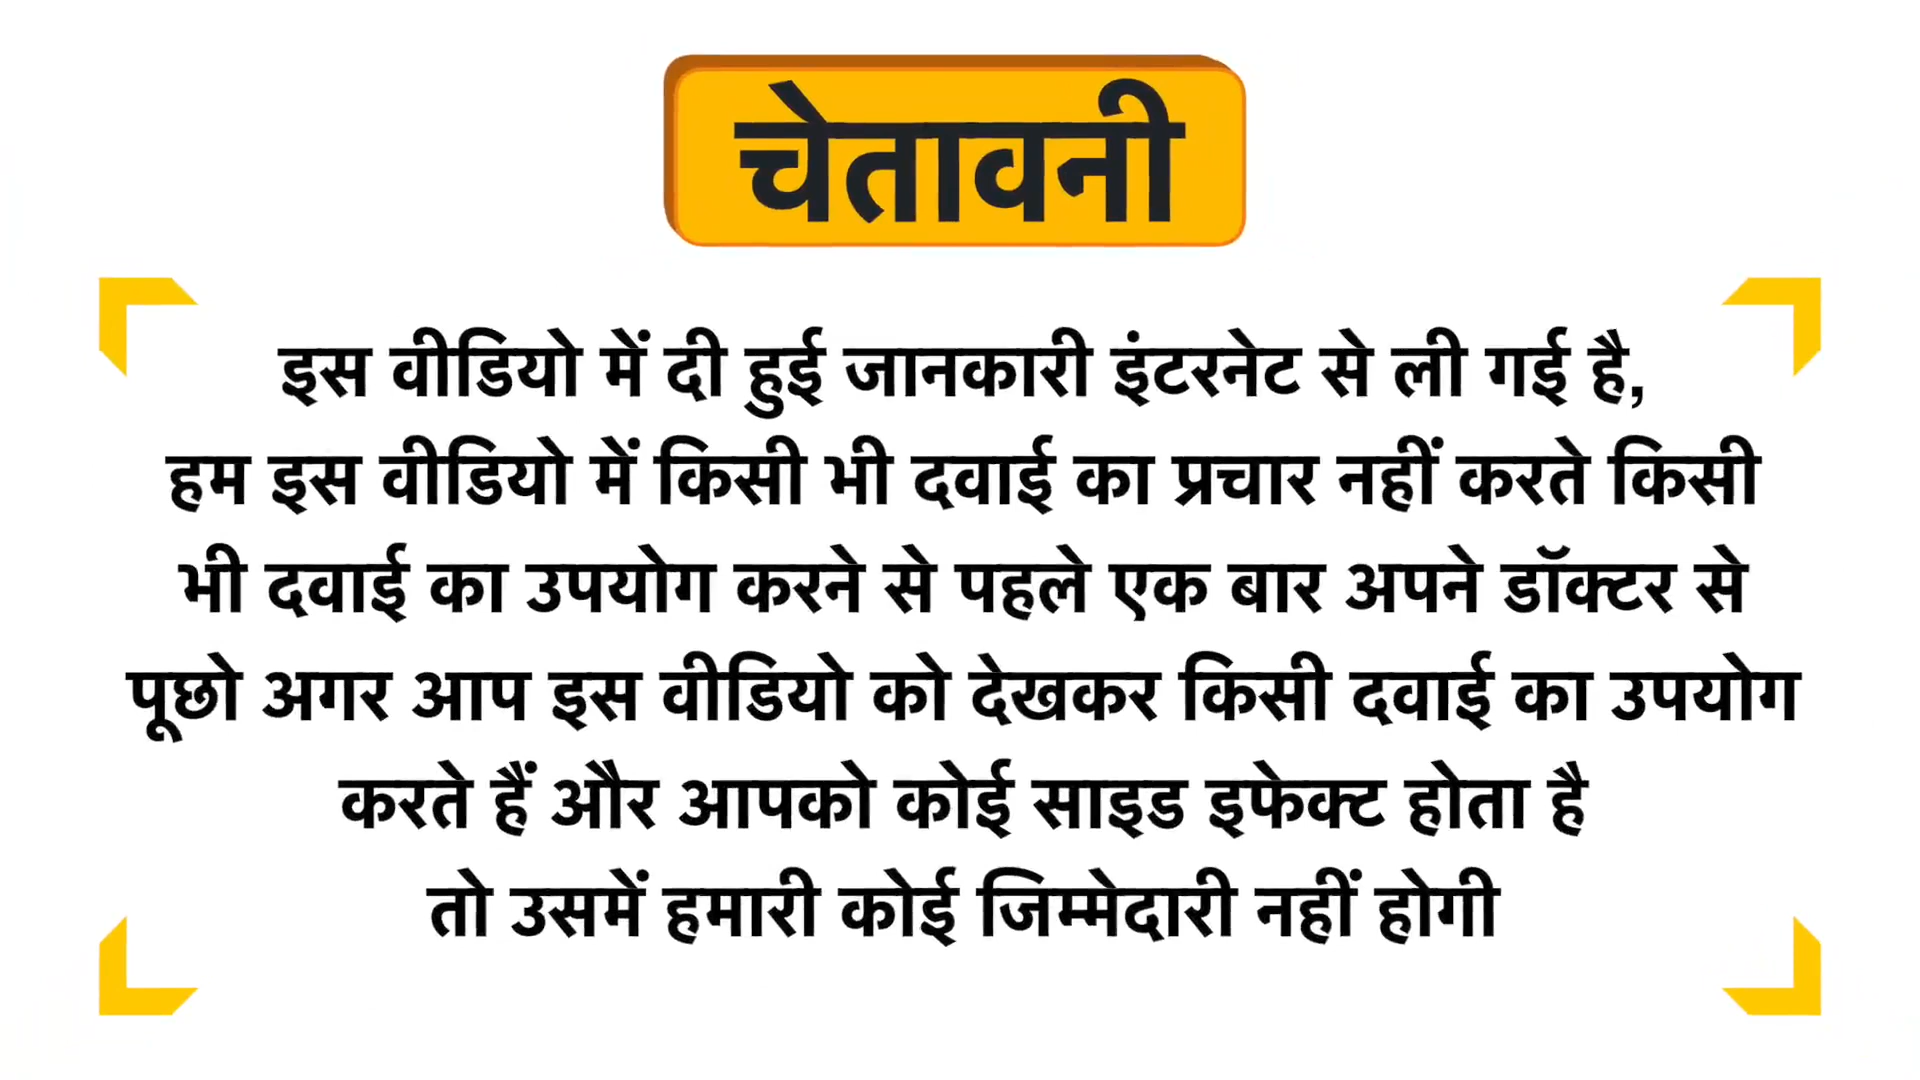 चेतावनी
इस वीडियो में दी हुई जानकारी इंटरनेट से ली गई है,
हम इस वीडियो में किसी भी दवाई का प्रचार नहीं करते किसी
भी दवाई का उपयोग करने से पहले एक बार अपने डॉक्टर से
पूछो अगर आप इस वीडियो को देखकर किसी दवाई का उपयोग
करते हैं और आपको कोई साइड इफेक्ट होता है
तो उसमें हमारी कोई जिम्मेदारी नहीं होगी